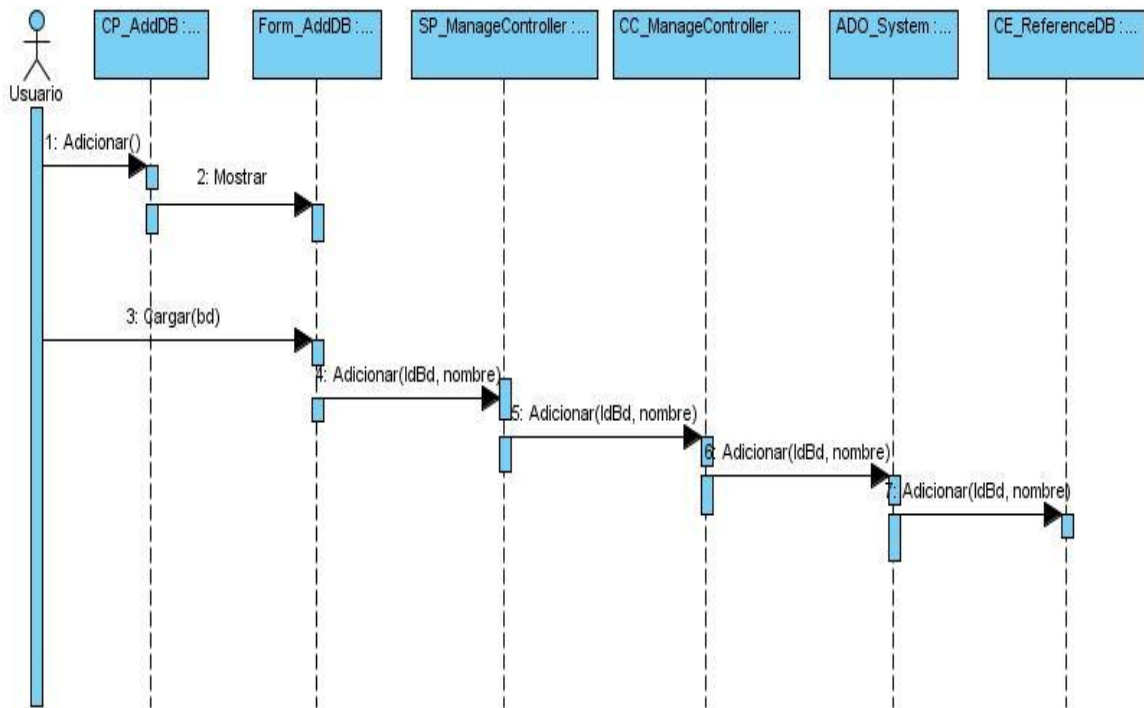 CP_AddDB :...
Form_AddDB :...
SP_ManageController :...
CC_ManageController :...
ADO_System :...
CE_ReferenceDB :...
Usuario
1: Adicionar()
2: Mostrar
3: Cargar(bd)
4: Adicionar(IdBd, nombre)
5: Adicionar(IdBd, nombre)
6: Adicionar(IdBd, nombre)
7: Adicionar(IdBd, nombre)